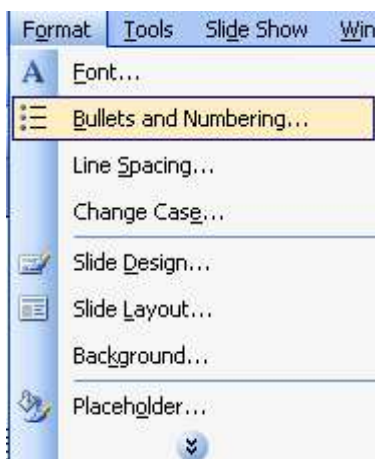 Format Tools Slide Show Win
A Font...
Bullets and Numbering...
Line Spacing...
Change Case...
Slide Design...
Slide Layout...
Background...
Placeholder...